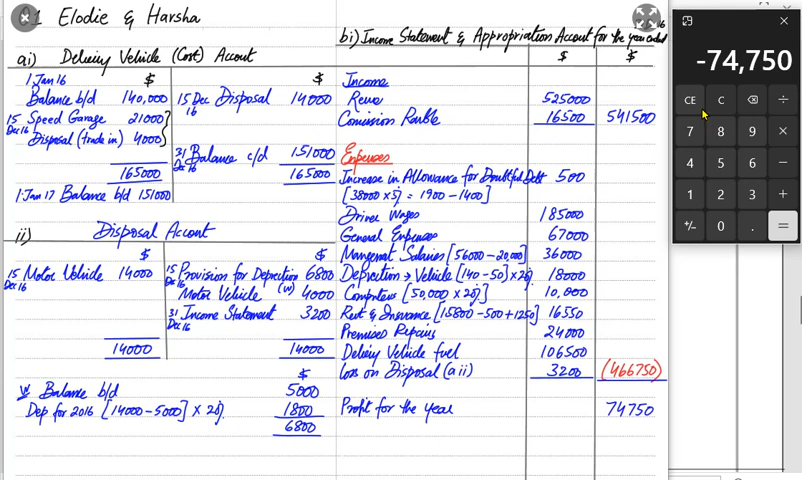 Q1 Elodie & Harsha
a)i) Delivery Vehicle (Cost) Account
1 Jan 16 $ $
Balance b/d 140,000 15 Dec 16 Disposal 14000
15 Dec 16 Speed Garage 21000
Disposal (trade in) 4000
31 Dec 16 Balance c/d 151000
165000 165000
1 Jan 17 Balance b/d 151000
ii) Disposal Account
$ $
15 Dec 16 Motor Vehicle 14000 15 Dec 16 Provision for Depreciation 6800
Motor Vehicle 4000
31 Dec 16 Income Statement 3200
14000 14000
$
Balance b/d 5000
Dep for 2016 [14000-5000] × 20% 1800
6800
b)i) Income Statement & Appropriation Account for the year ended
$ $
Income
Revenue 525000
Comission Rvable 16500 541500
Expenses
Increase in Allowance for Doubtful Debt 500
[38000 × 5% = 1900 - 1400]
Driver Wages 185000
General Expenses 67000
Managerial Salaries [56000-20,000] 36000
Depreciation → Vehicle [140-50] × 20% 18000
Computers [50,000 × 20%] 10,000
Rent & Insurance [15800 - 500 + 1250] 16550
Premises Repairs 24000
Delivery Vehicle fuel 106500
Loss on Disposal (a ii) 3200 (466750)
Profit for the year 74750
-74,750
CE C ÷
7 8 9 ×
4 5 6 −
1 2 3 +
+/− 0 . =